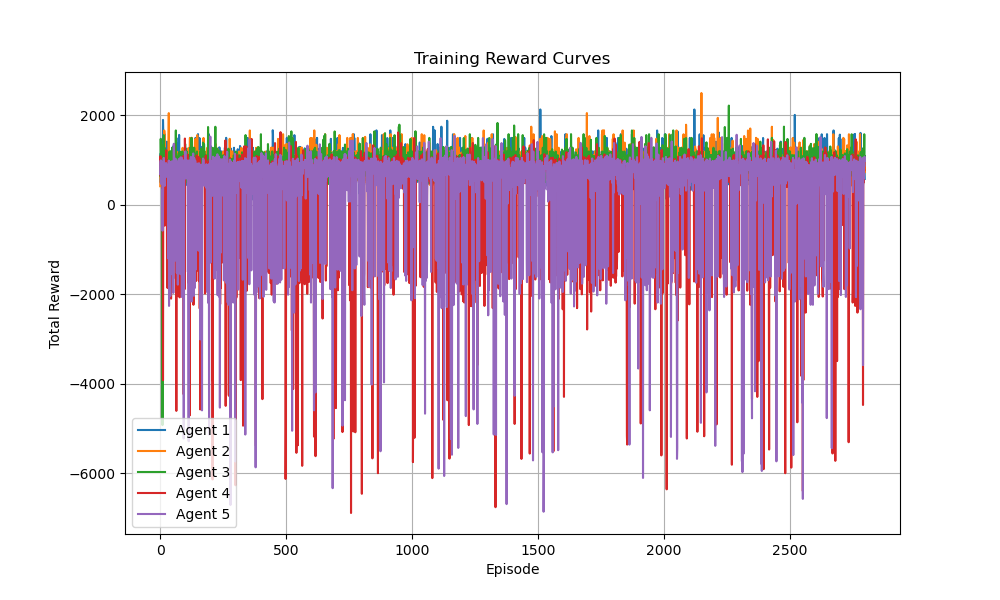 Training Reward Curves
Total Reward
2000
0
−2000
−4000
−6000
Agent 1
Agent 2
Agent 3
Agent 4
Agent 5
0 500 1000 1500 2000 2500
Episode